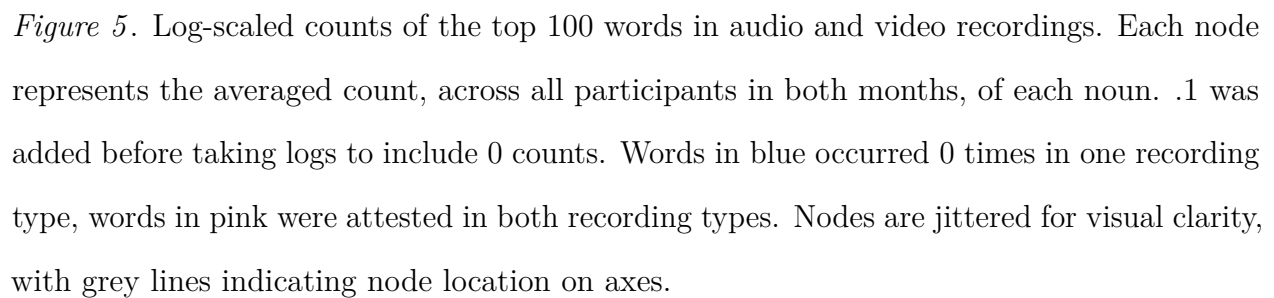 Figure 5. Log-scaled counts of the top 100 words in audio and video recordings. Each node
represents the averaged count, across all participants in both months, of each noun. .1 was
added before taking logs to include 0 counts. Words in blue occurred 0 times in one recording
type, words in pink were attested in both recording types. Nodes are jittered for visual clarity,
with grey lines indicating node location on axes.